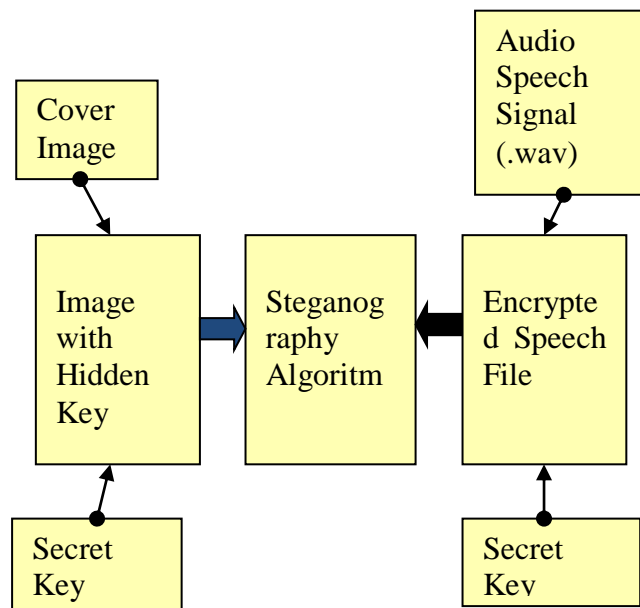 Cover
Image
Audio
Speech
Signal
(.wav)
Image
with
Hidden
Key
Steganog
raphy
Algoritm
Encrypte
d Speech
File
Secret
Key
Secret
Key